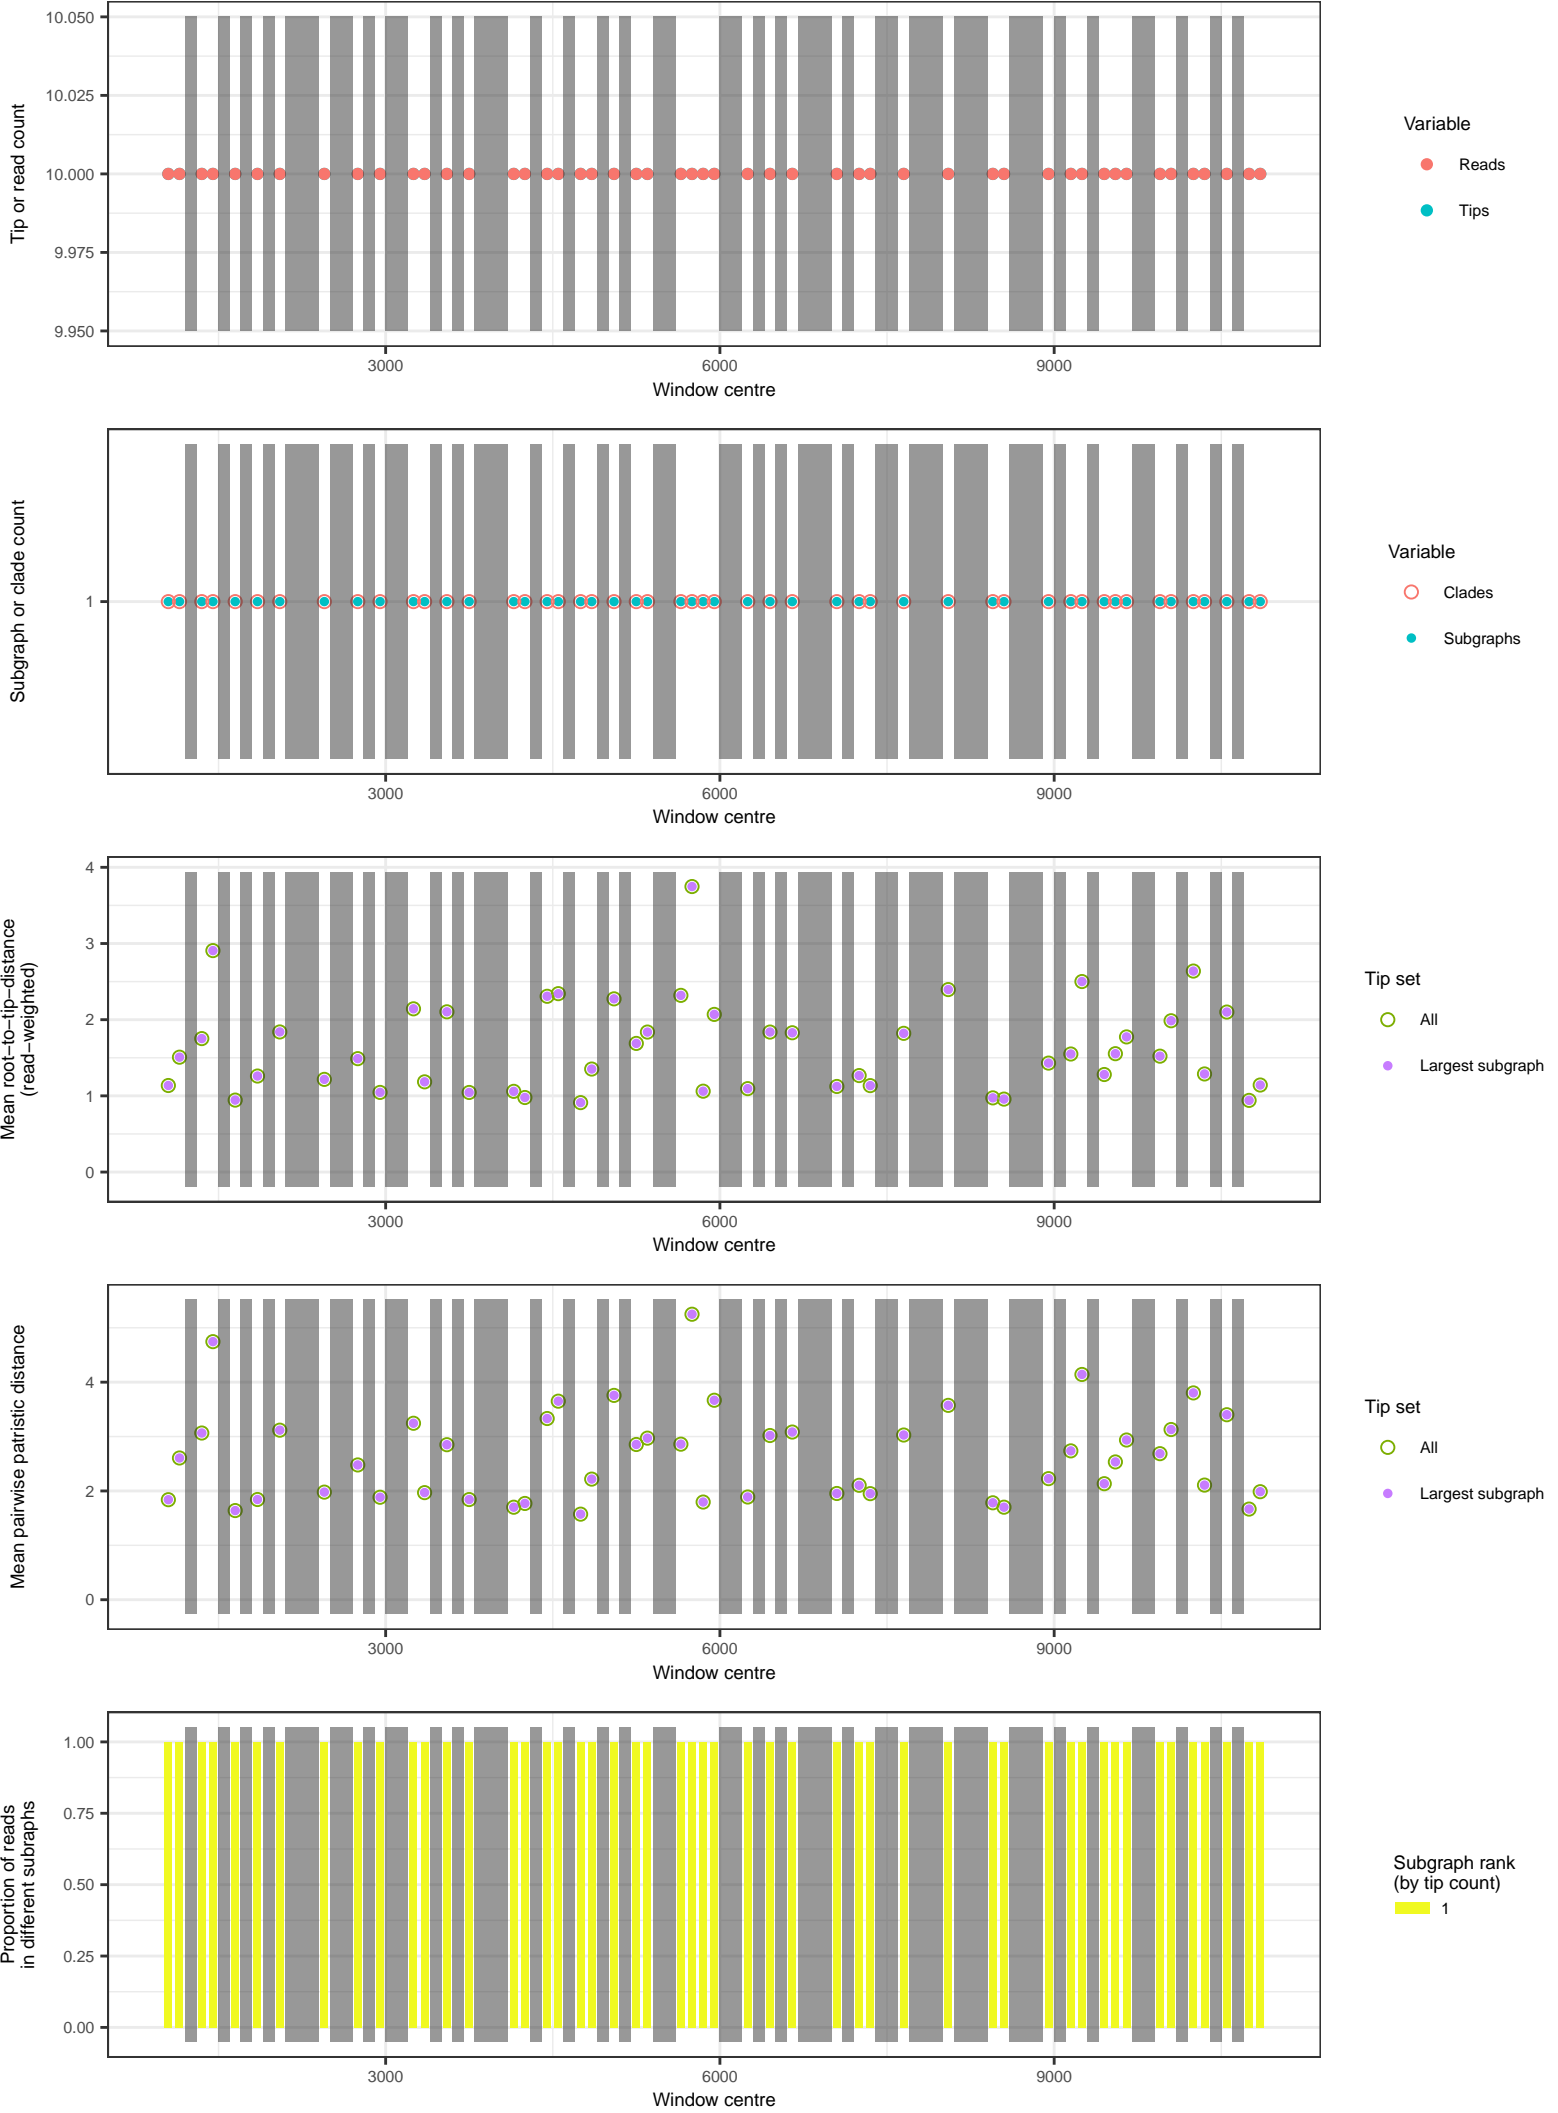 10.050
10.025
10.000
9.975
9.950
Tip or read count
3000
6000
9000
Window centre
Variable
Reads
Tips
1
Subgraph or clade count
3000
6000
9000
Window centre
Variable
Clades
Subgraphs
4
3
2
1
0
Mean root−to−tip−distance
(read−weighted)
3000
6000
9000
Window centre
Tip set
All
Largest subgraph
4
2
0
Mean pairwise patristic distance
3000
6000
9000
Window centre
Tip set
All
Largest subgraph
1.00
0.75
0.50
0.25
0.00
Proportion of reads
in different subraphs
3000
6000
9000
Window centre
Subgraph rank
(by tip count)
1